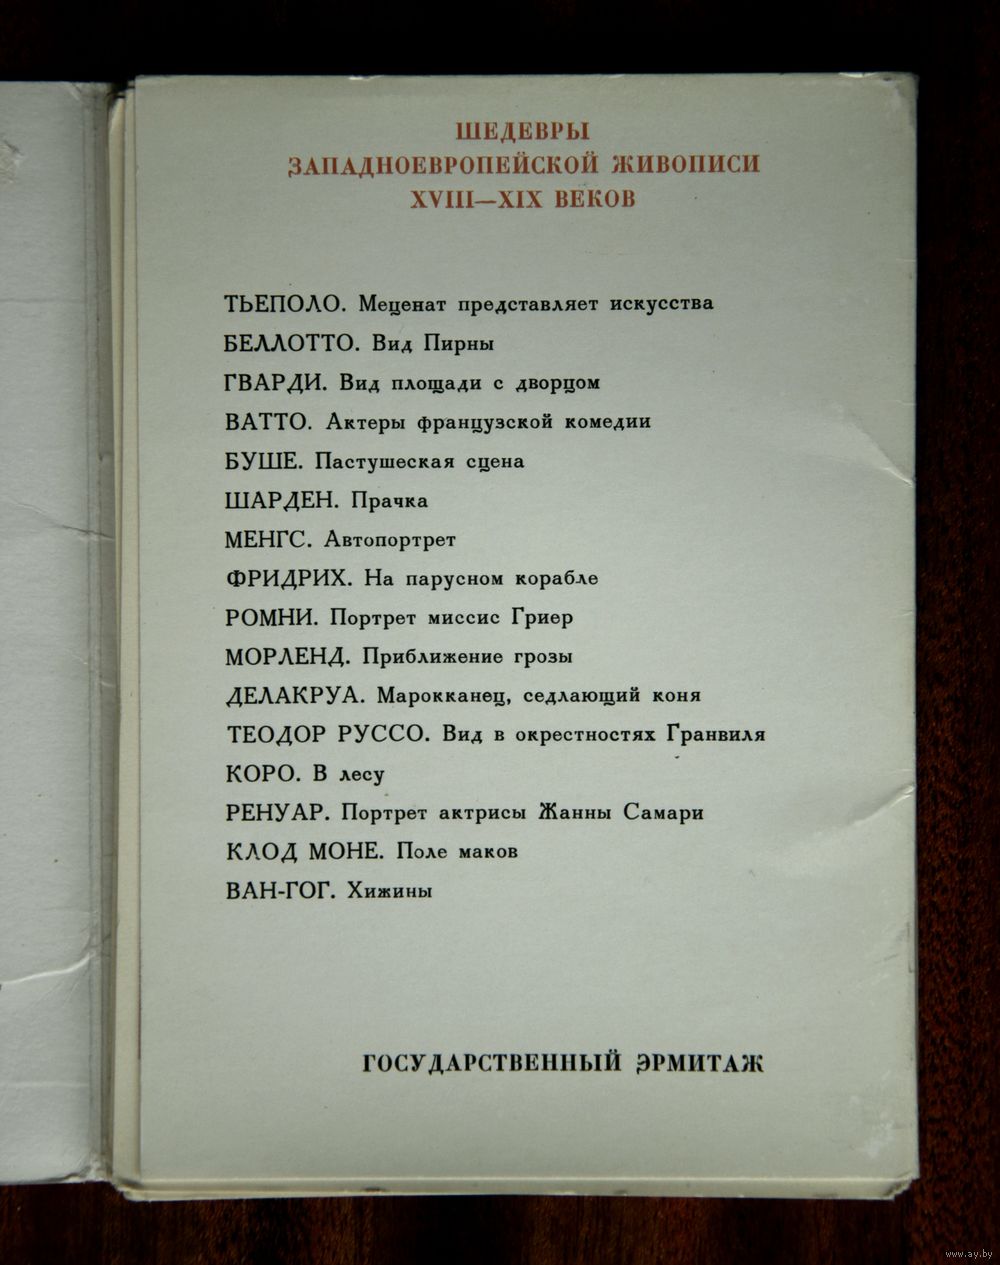 ШЕДЕВРЫ
ЗАПАДНОЕВРОПЕЙСКОЙ ЖИВОПИСИ
XVIII—XIX ВЕКОВ
ТЬЕПОЛО. Меценат представляет искусства
БЕЛЛОТТО. Вид Пирны
ГВАРДИ. Вид площади с дворцом
ВАТТО. Актеры французской комедии
БУШЕ. Пастушеская сцена
ШАРДЕН. Прачка
МЕНГС. Автопортрет
ФРИДРИХ. На парусном корабле
РОМНИ. Портрет миссис Гриер
МОРЛЕНД. Приближение грозы
ДЕЛАКРУА. Марокканец, седлающий коня
ТЕОДОР РУССО. Вид в окрестностях Гранвиля
КОРО. В лесу
РЕНУАР. Портрет актрисы Жанны Самари
КЛОД МОНЕ. Поле маков
ВАН-ГОГ. Хижины
ГОСУДАРСТВЕННЫЙ ЭРМИТАЖ
www.ay.by